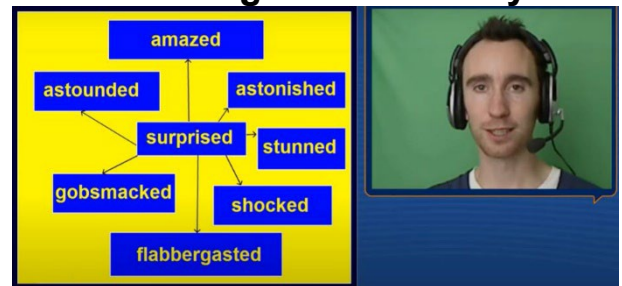 amazed
astounded
astonished
surprised
stunned
gobsmacked
shocked
flabbergasted